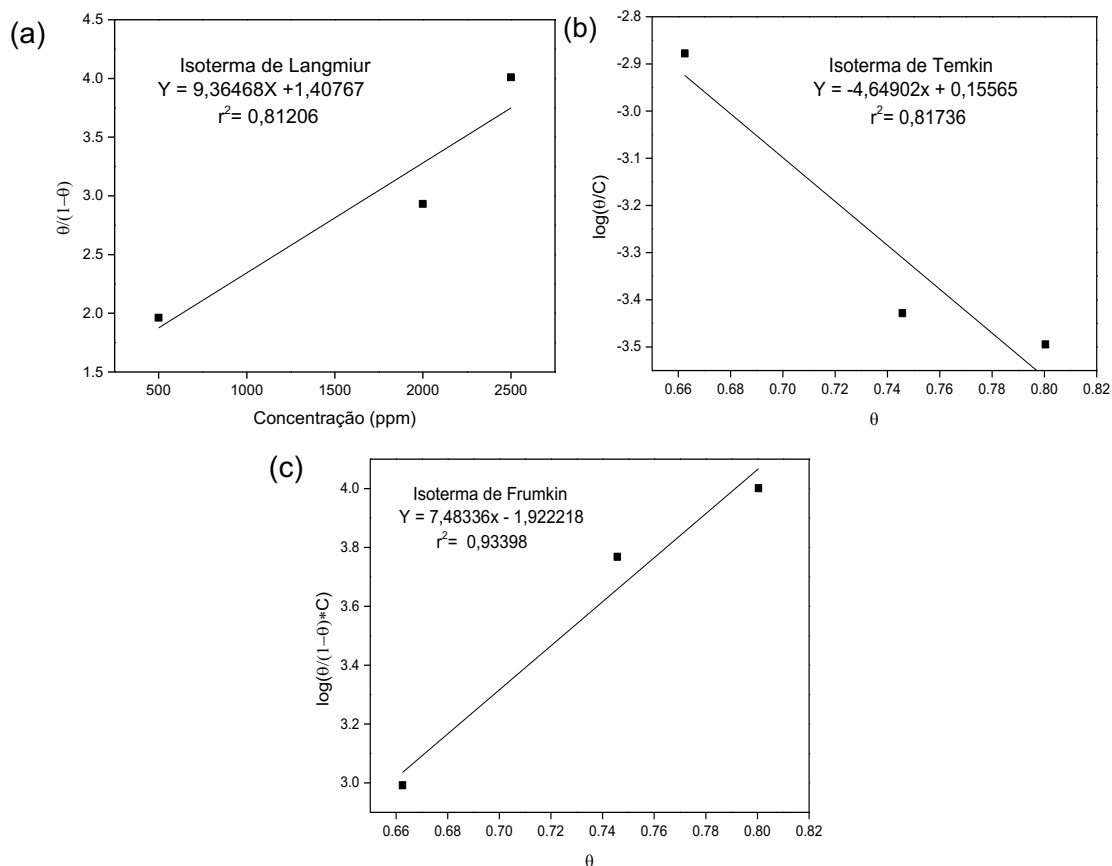 (a)
Isoterma de Langmiur
Y = 9,36468X +1,40767
r²= 0,81206
θ/(1−θ)
4.5
4.0
3.5
3.0
2.5
2.0
1.5
500
1000
1500
2000
2500
Concentração (ppm)
(b)
Isoterma de Temkin
Y = -4,64902x + 0,15565
r²= 0,81736
log(θ/C)
-2.8
-2.9
-3.0
-3.1
-3.2
-3.3
-3.4
-3.5
0.66
0.68
0.70
0.72
0.74
0.76
0.78
0.80
0.82
θ
(c)
Isoterma de Frumkin
Y = 7,48336x - 1,922218
r²= 0,93398
log(θ/(1−θ)*C)
4.0
3.8
3.6
3.4
3.2
3.0
0.66
0.68
0.70
0.72
0.74
0.76
0.78
0.80
0.82
θ